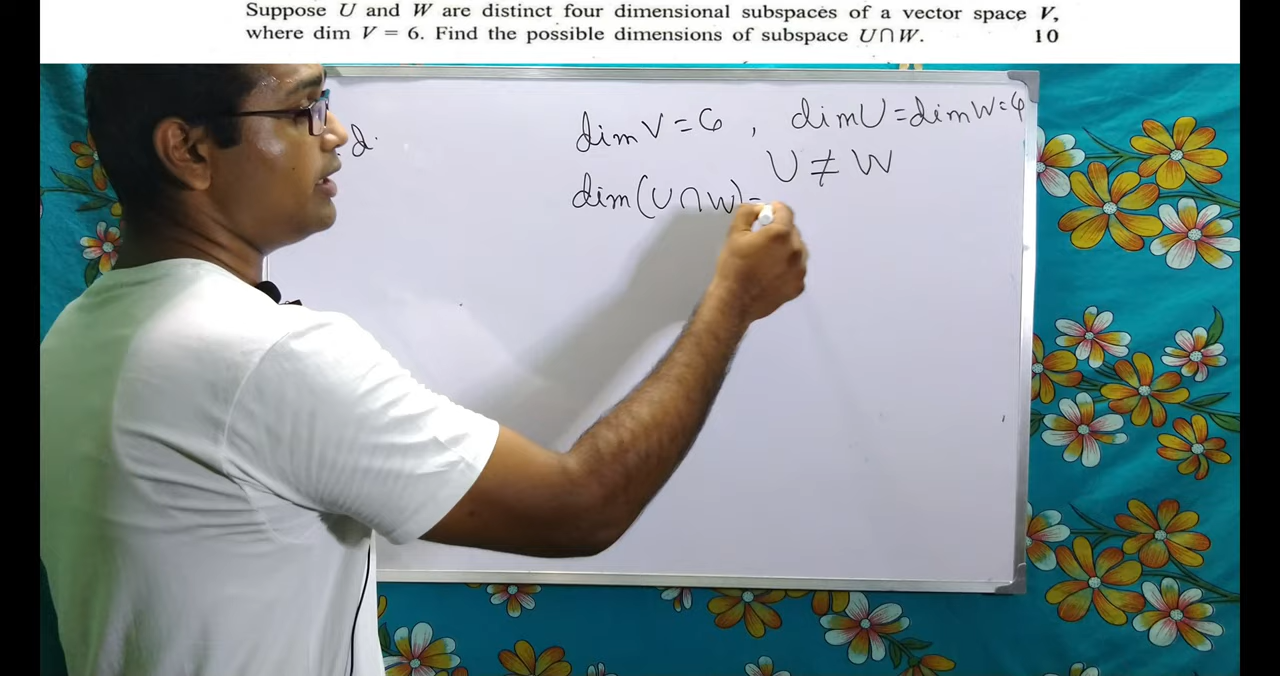 Suppose U and W are distinct four dimensional subspaces of a vector space V,
where dim V = 6. Find the possible dimensions of subspace U∩W. 10
d.
dim V = 6 , dim U = dim W = 4
U ≠ W
dim (U ∩ W) =